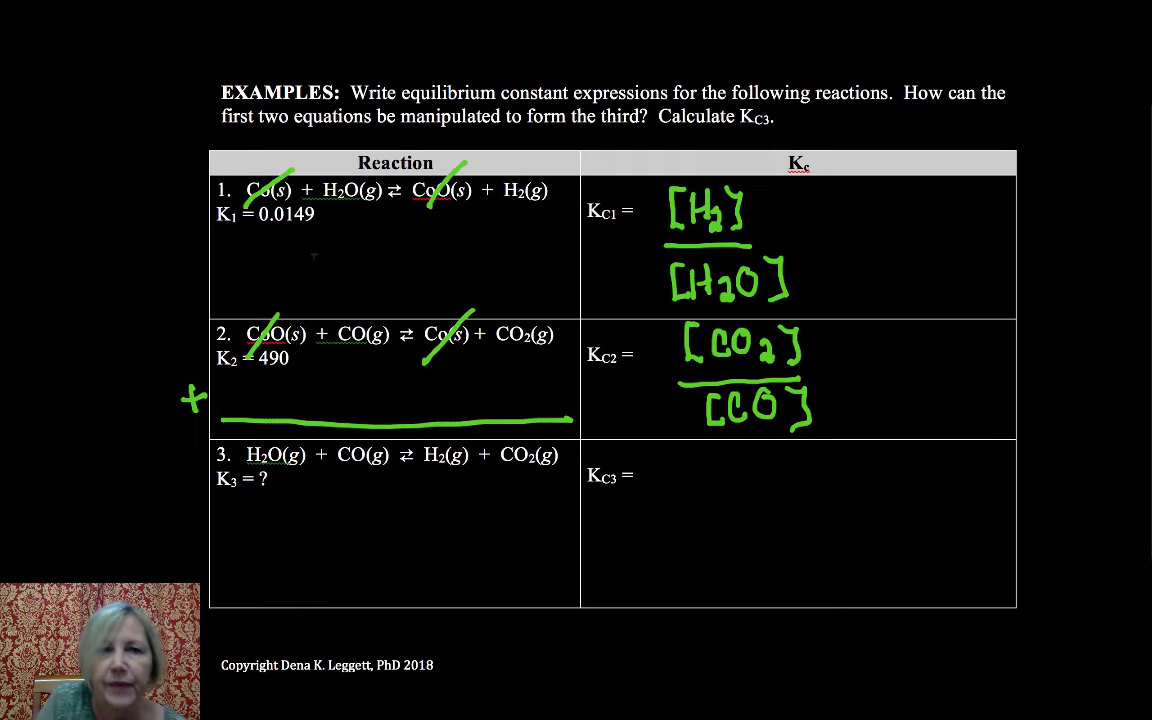 EXAMPLES: Write equilibrium constant expressions for the following reactions. How can the
first two equations be manipulated to form the third? Calculate KC3.
Reaction
Kc
1. Co(s) + H₂O(g) ⇄ CoO(s) + H₂(g)
K₁ = 0.0149
KC1 =
[H₂]
[H₂O]
2. CoO(s) + CO(g) ⇄ Co(s) + CO₂(g)
K₂ = 490
KC2 =
[CO₂]
[CO]
+
3. H₂O(g) + CO(g) ⇄ H₂(g) + CO₂(g)
K₃ = ?
KC3 =
Copyright Dena K. Leggett, PhD 2018